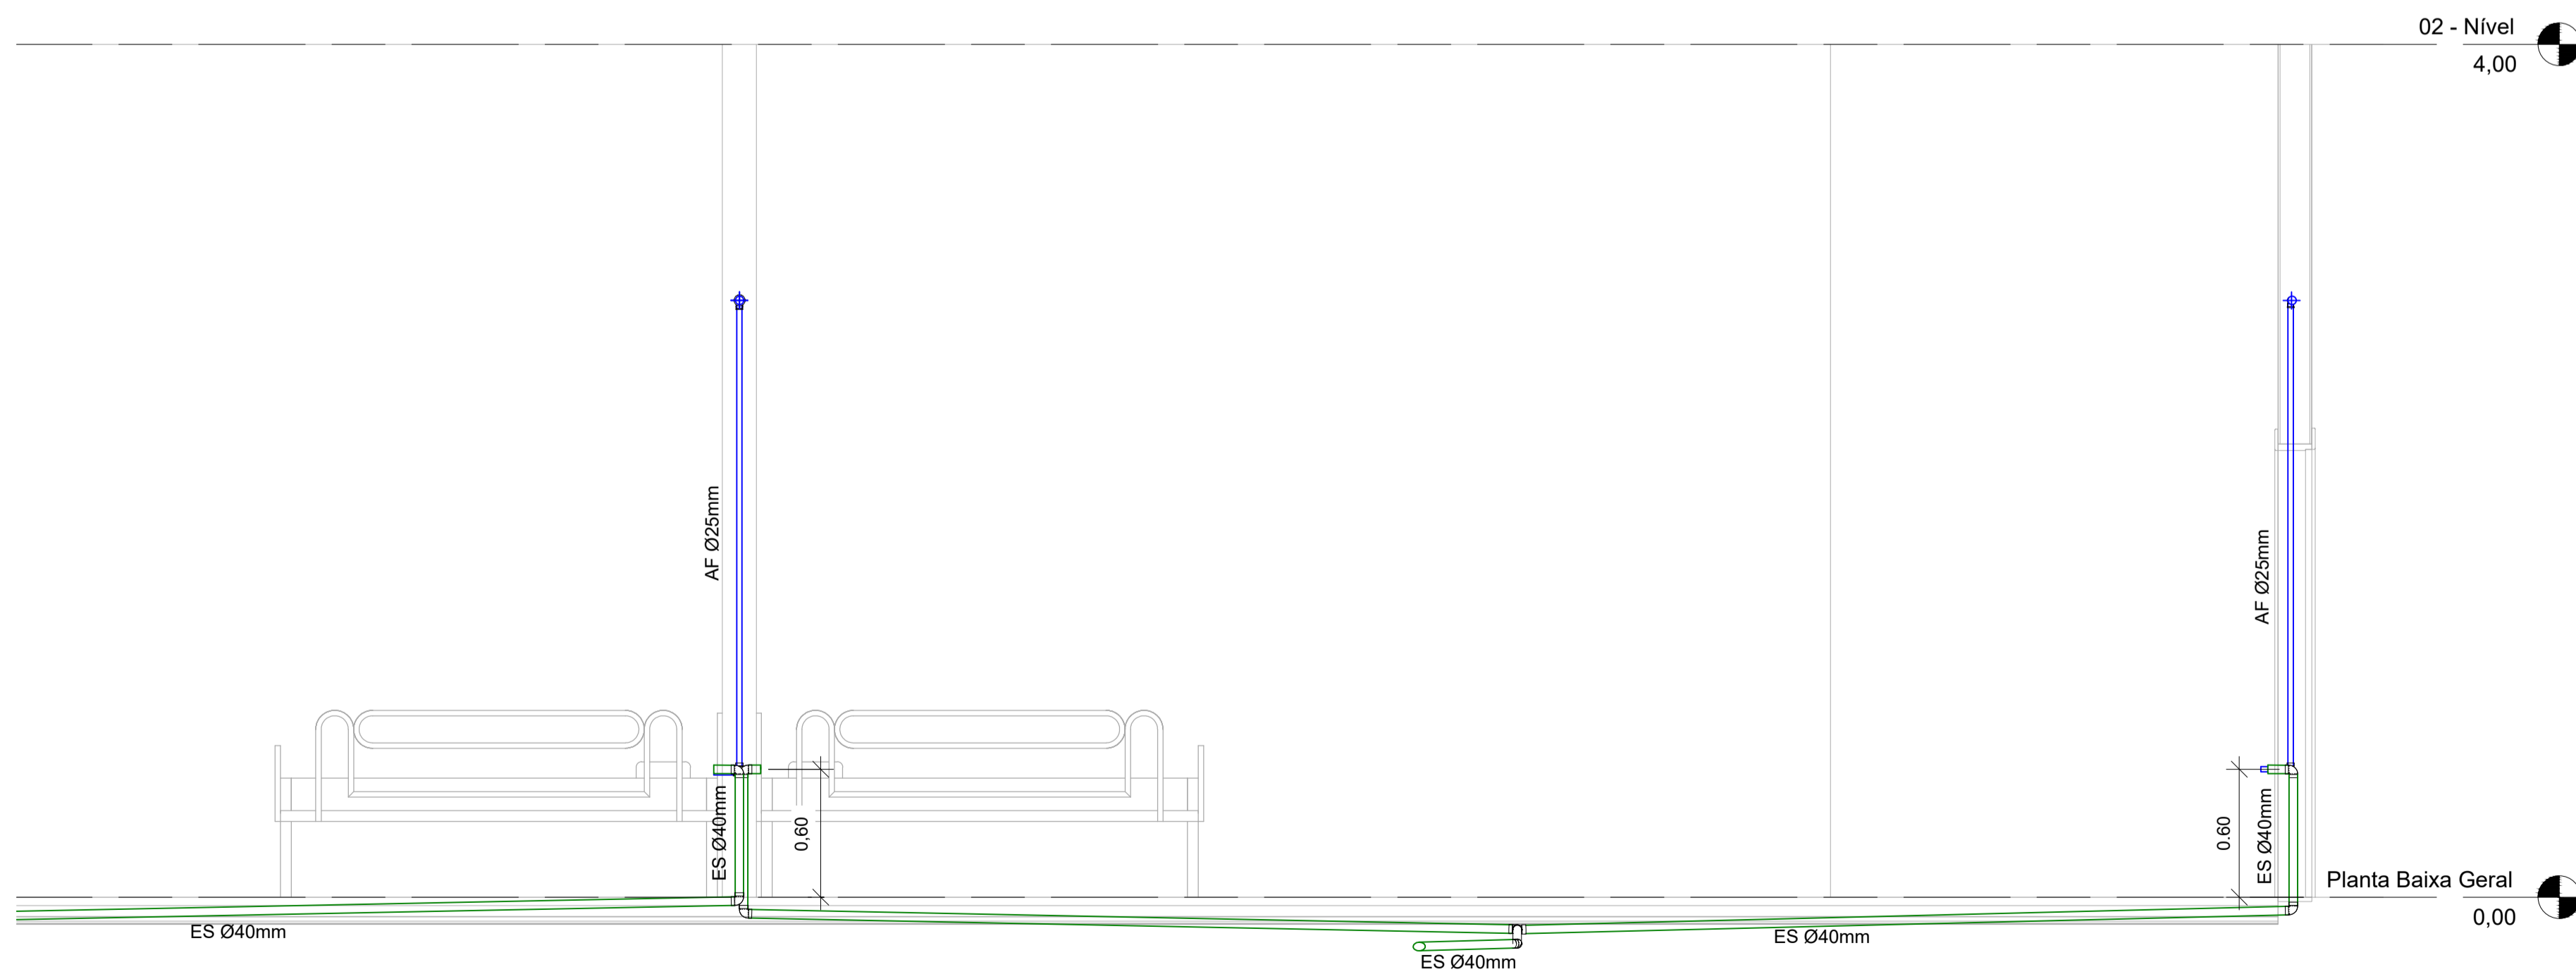 02 - Nível
4,00
AF Ø25mm
AF Ø25mm
ES Ø40mm
0,60
0.60
ES Ø40mm
Planta Baixa Geral
0,00
ES Ø40mm
ES Ø40mm
ES Ø40mm